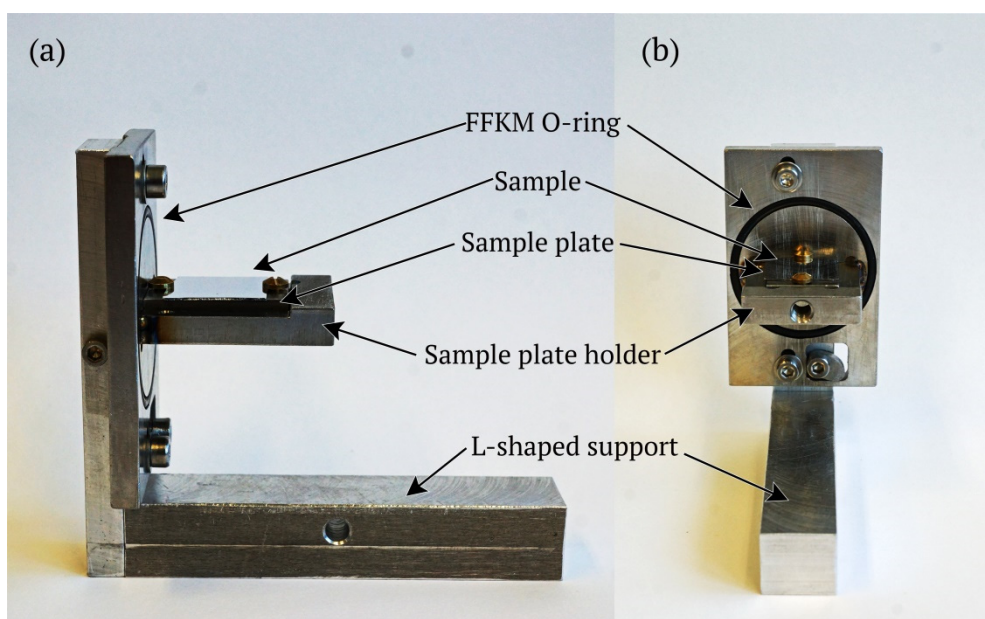 (a)
(b)
FFKM O-ring
Sample
Sample plate
Sample plate holder
L-shaped support